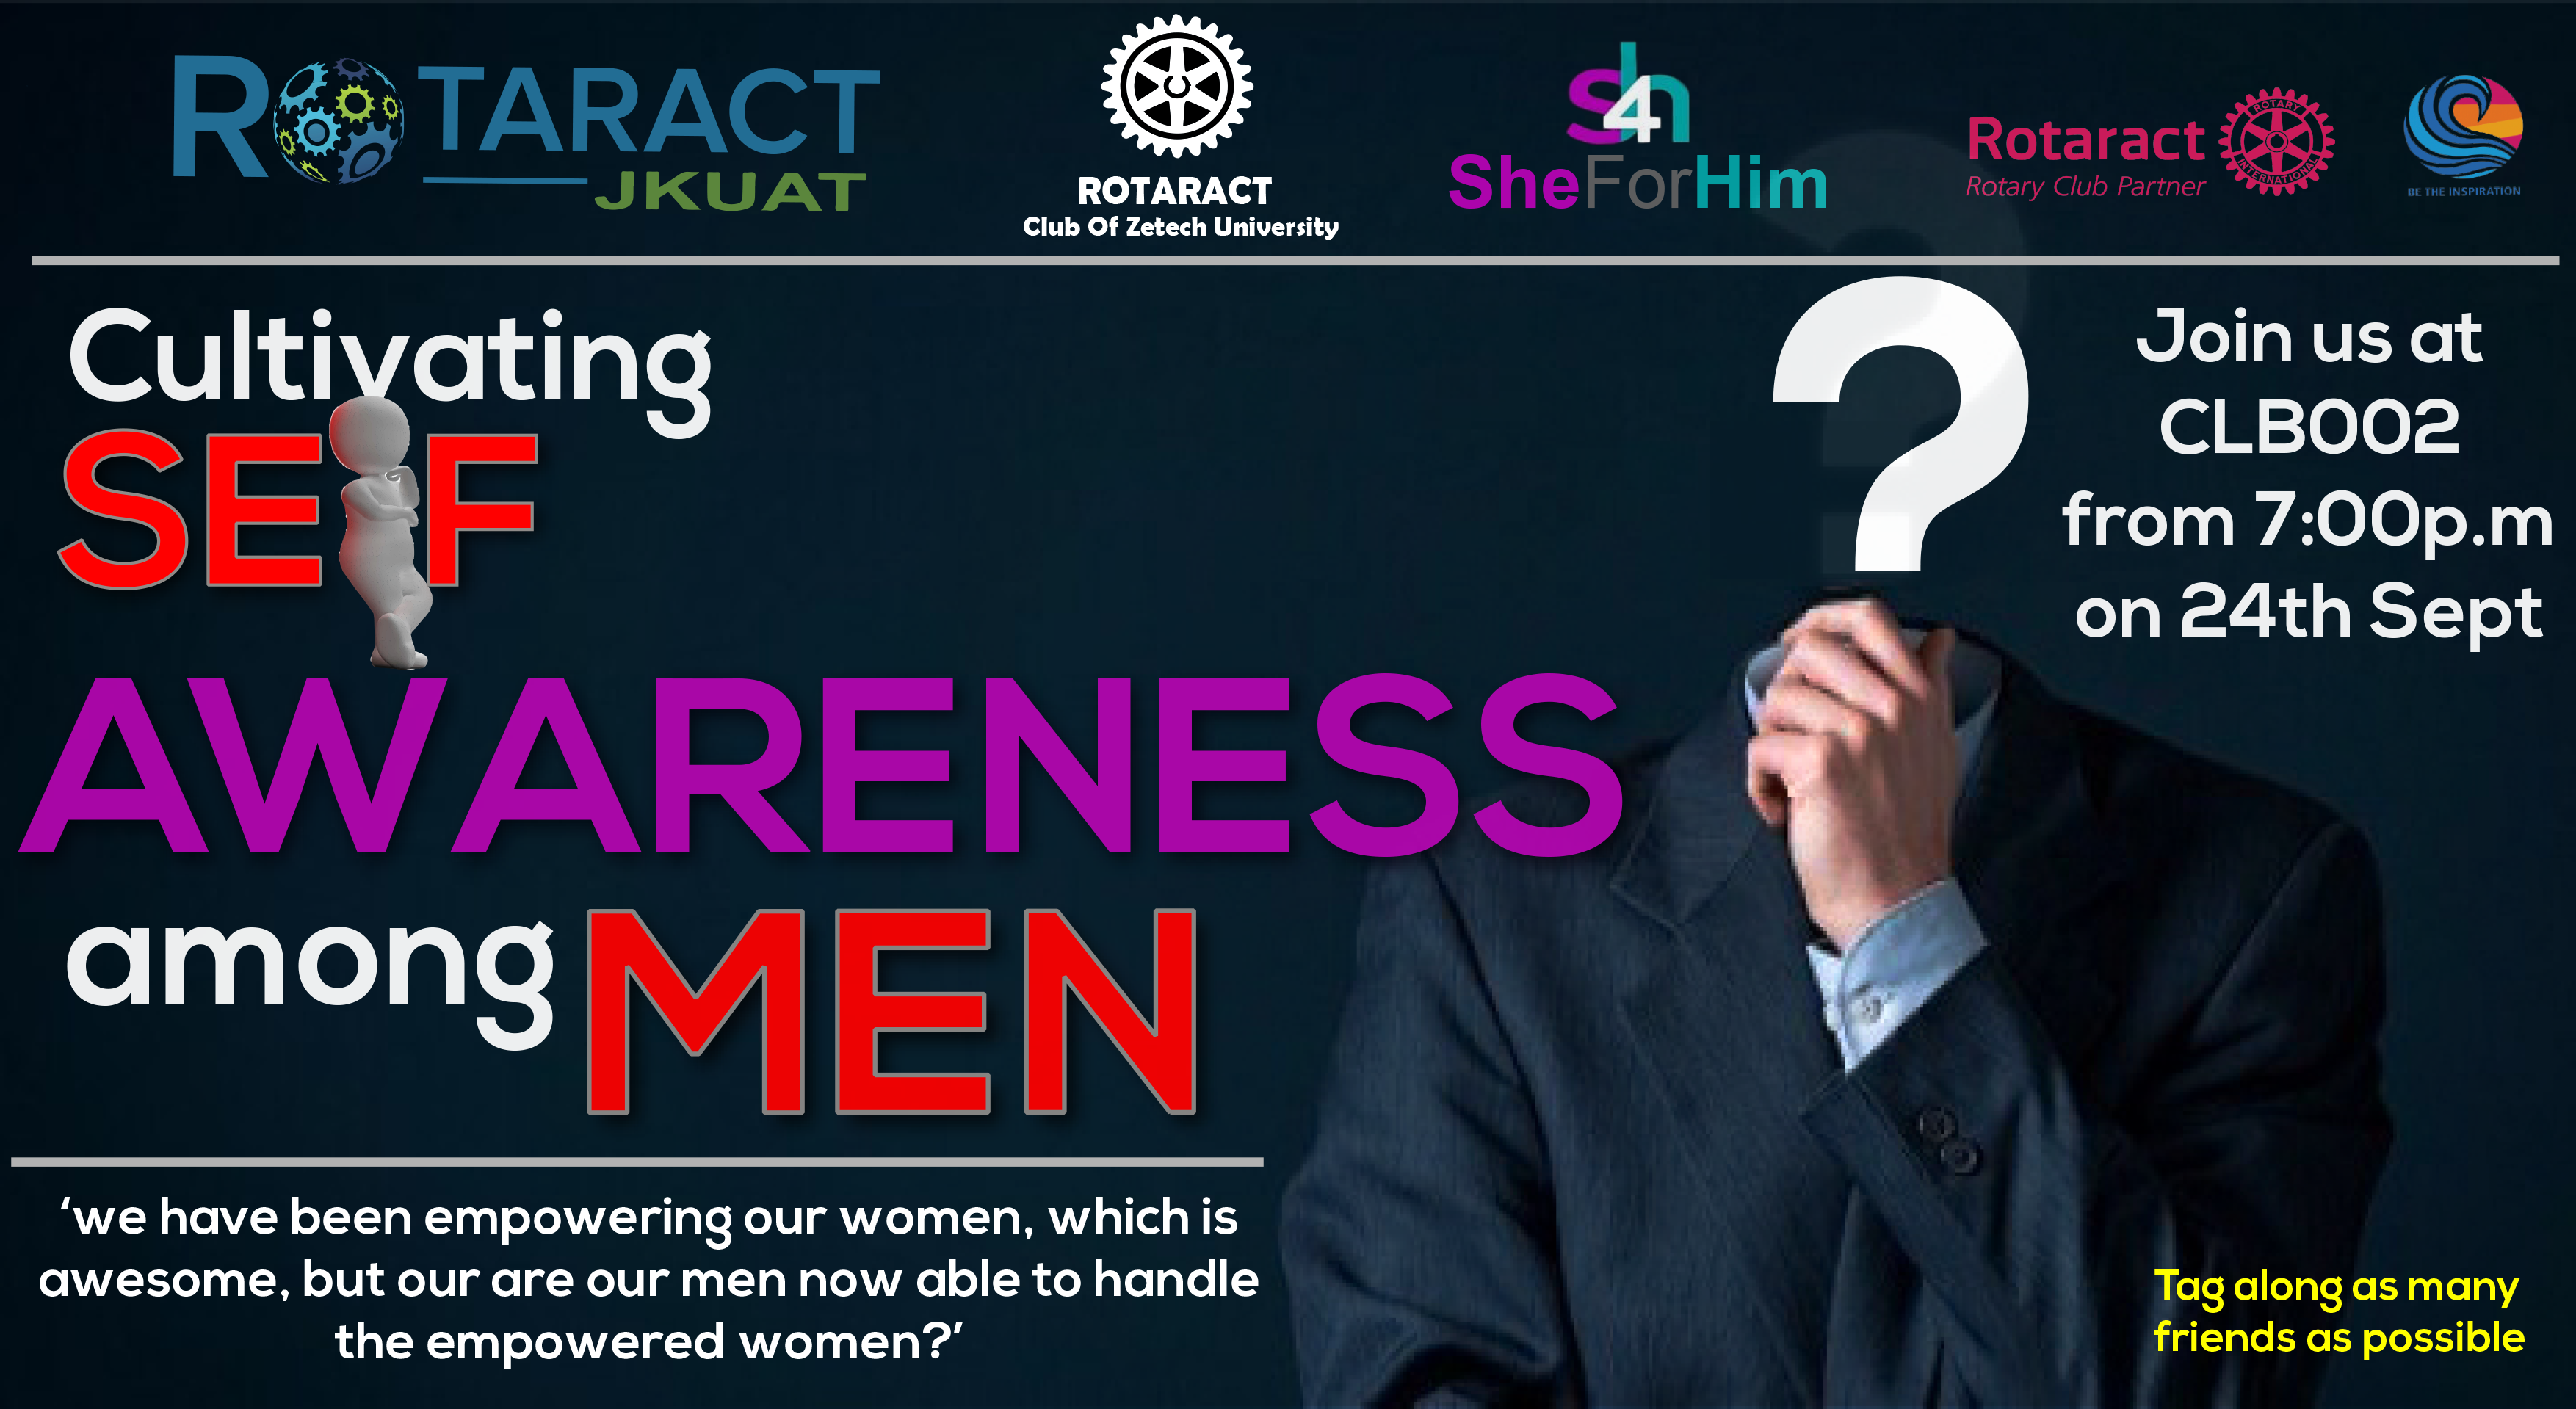 ROTARACT
JKUAT
ROTARACT
Club Of Zetech University
s4h
SheForHim
Rotaract
Rotary Club Partner
ROTARY
INTERNATIONAL
BE THE INSPIRATION
Cultivating
SELF
AWARENESS
among MEN
?
Join us at
CLB002
from 7:00p.m
on 24th Sept
‘we have been empowering our women, which is
awesome, but our are our men now able to handle
the empowered women?’
Tag along as many
friends as possible